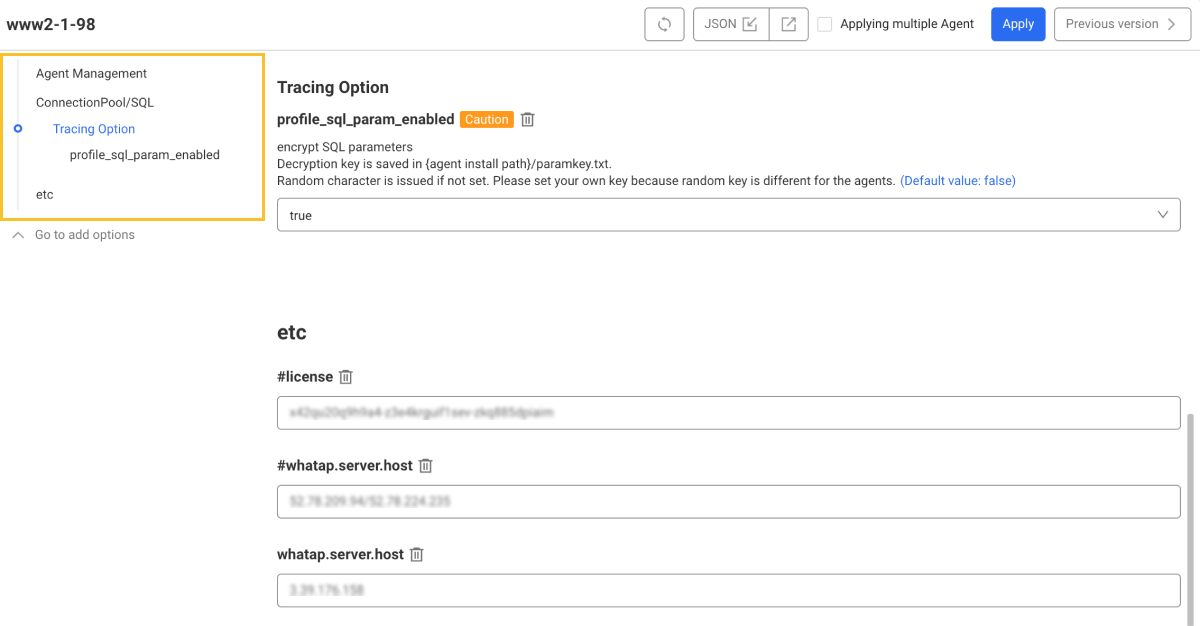 www2-1-98
JSON
Applying multiple Agent
Apply
Previous version
Agent Management
ConnectionPool/SQL
Tracing Option
profile_sql_param_enabled
etc
Go to add options
Tracing Option
profile_sql_param_enabled Caution
encrypt SQL parameters
Decryption key is saved in {agent install path}/paramkey.txt.
Random character is issued if not set. Please set your own key because random key is different for the agents. (Default value: false)
true
etc
#license
#whatap.server.host
whatap.server.host